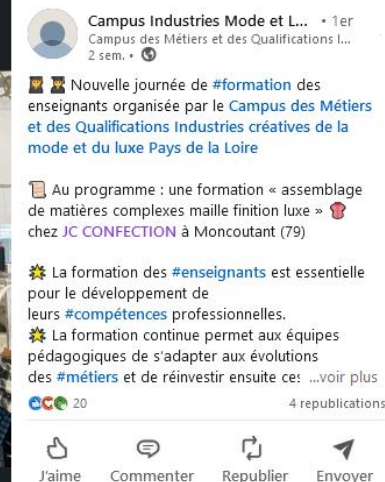 Campus Industries Mode et L... • 1er
Campus des Métiers et des Qualifications I...
2 sem. •
Nouvelle journée de #formation des
enseignants organisée par le Campus des Métiers
et des Qualifications Industries créatives de la
mode et du luxe Pays de la Loire
Au programme : une formation « assemblage
de matières complexes maille finition luxe »
chez JC CONFECTION à Moncoutant (79)
La formation des #enseignants est essentielle
pour le développement de
leurs #compétences professionnelles.
La formation continue permet aux équipes
pédagogiques de s'adapter aux évolutions
des #métiers et de réinvestir ensuite ces ...voir plus
20
4 republications
J'aime
Commenter
Republier
Envoyer